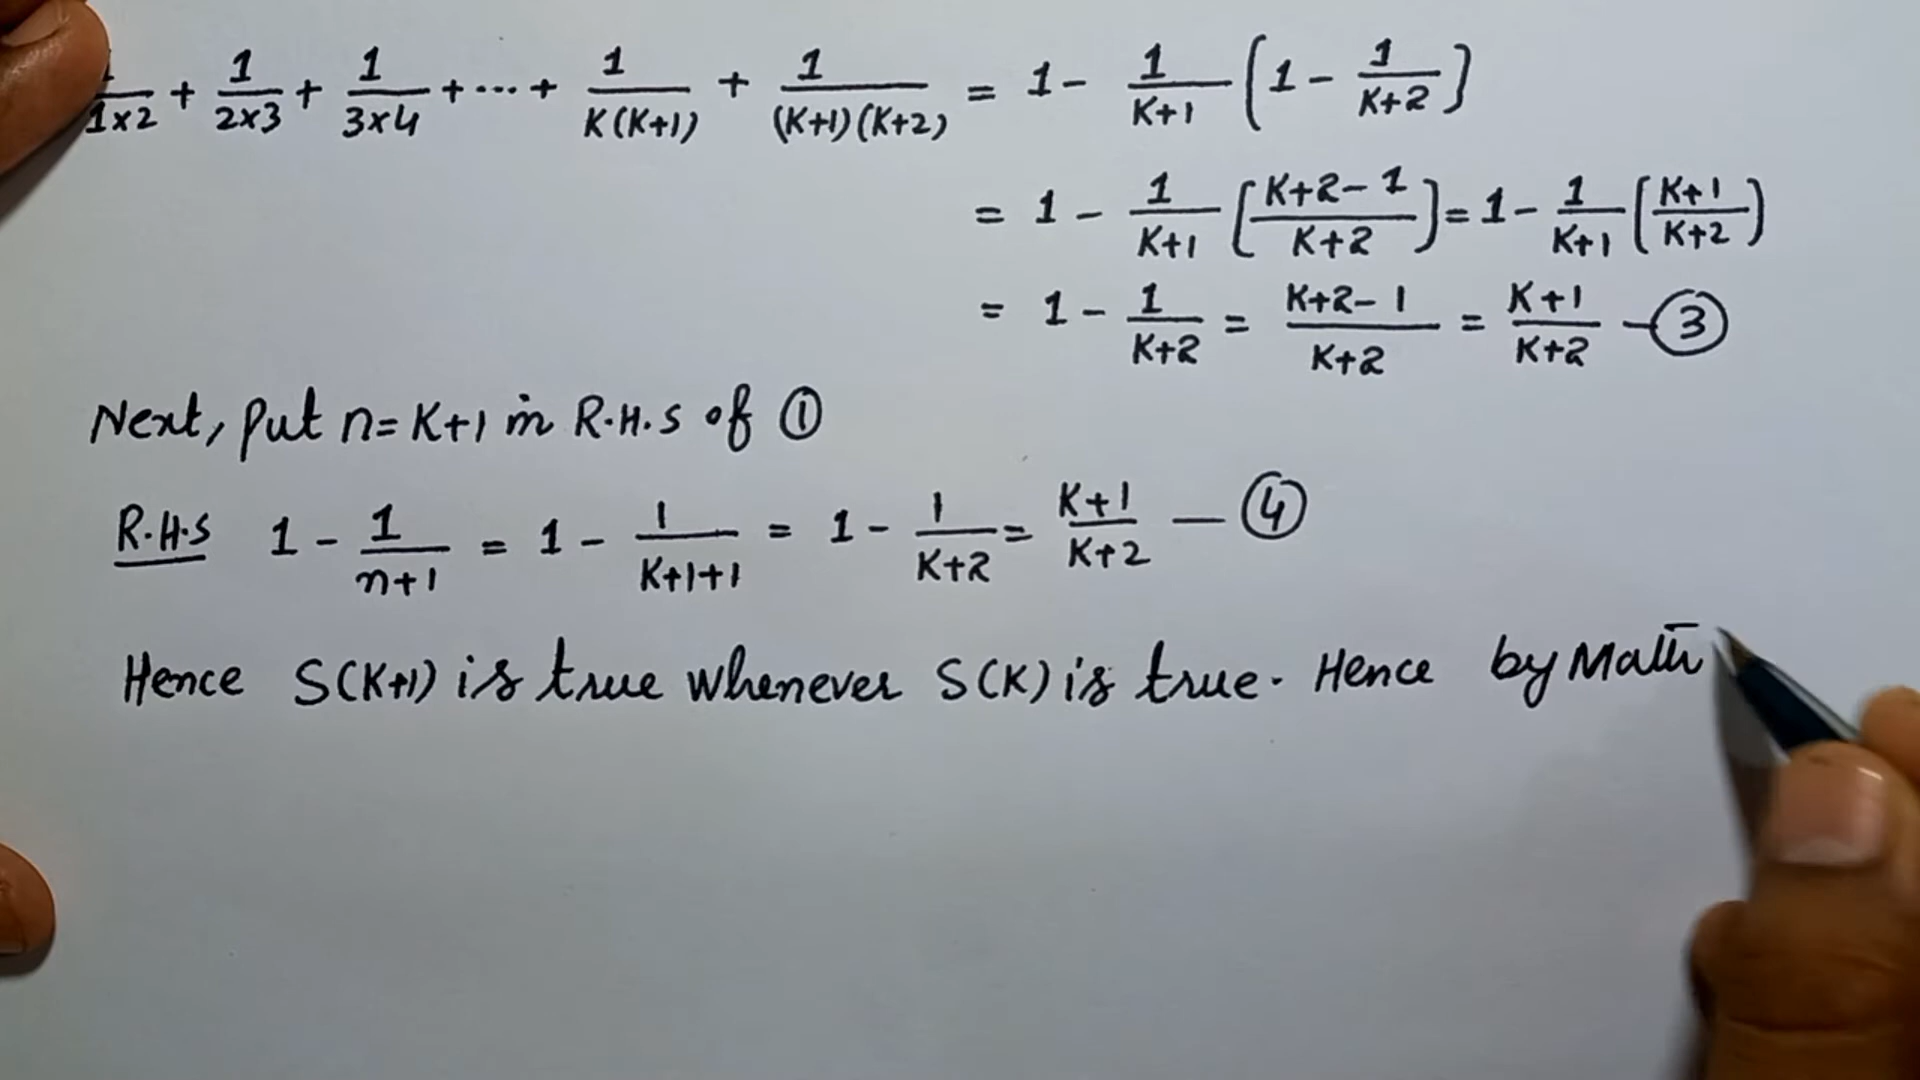 1/1×2 + 1/2×3 + 1/3×4 + ... + 1/K(K+1) + 1/(K+1)(K+2) = 1 - 1/K+1 (1 - 1/K+2)
= 1 - 1/K+1 [K+2-1/K+2] = 1 - 1/K+1 (K+1/K+2)
= 1 - 1/K+2 = K+2-1/K+2 = K+1/K+2 — ③
Next, Put n=K+1 in R.H.S of ①
R.H.S 1 - 1/n+1 = 1 - 1/K+1+1 = 1 - 1/K+2 = K+1/K+2 — ④
Hence S(K+1) is true whenever S(K) is true. Hence by Math